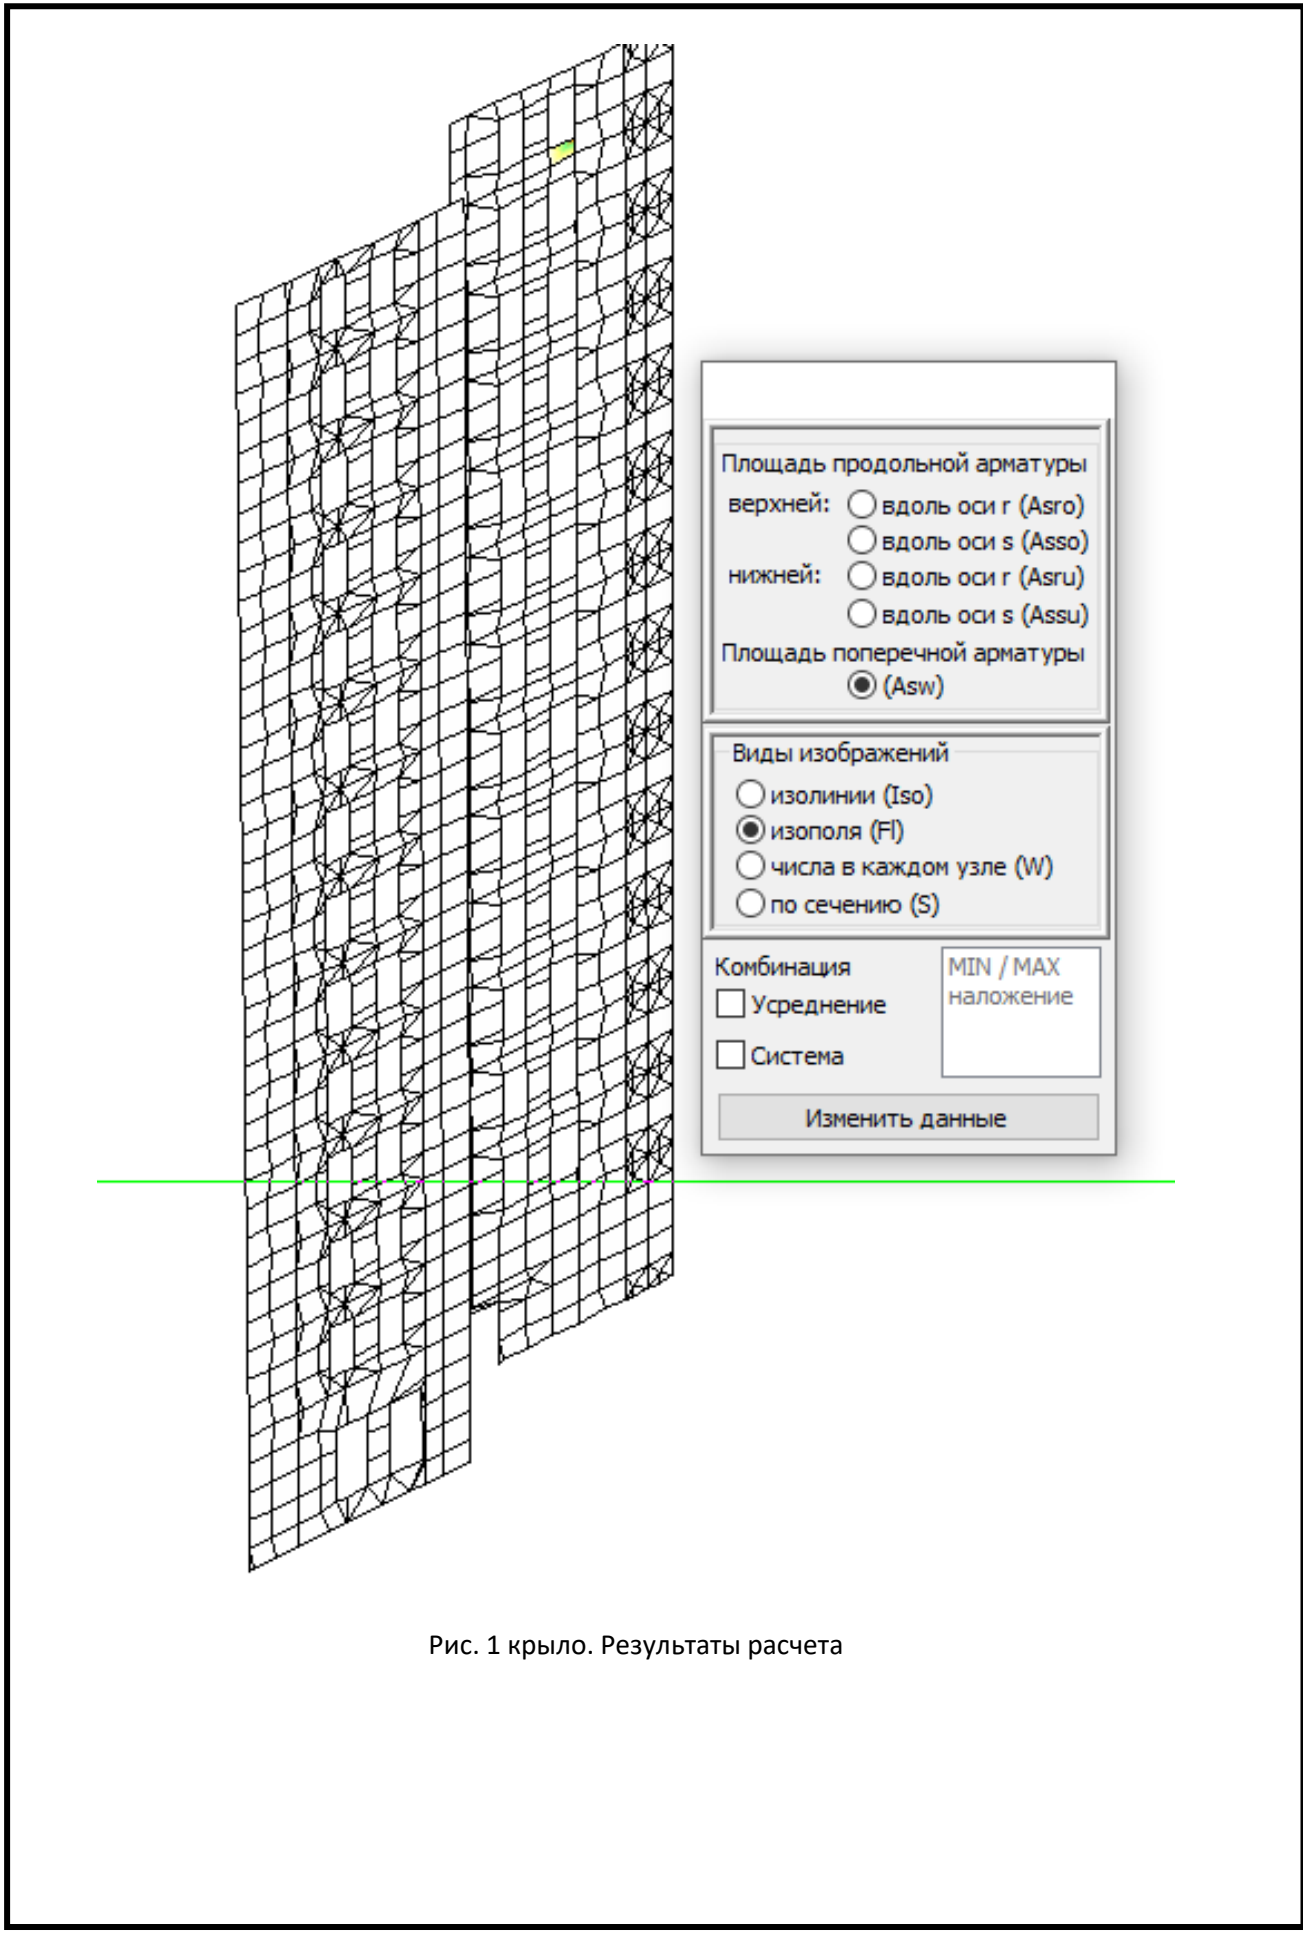 Площадь продольной арматуры
верхней: вдоль оси r (Asro)
вдоль оси s (Asso)
нижней: вдоль оси r (Asru)
вдоль оси s (Assu)
Площадь поперечной арматуры
(Asw)
Виды изображений
изолинии (Iso)
изополя (Fl)
числа в каждом узле (W)
по сечению (S)
Комбинация
MIN / MAX
наложение
Усреднение
Система
Изменить данные
Рис. 1 крыло. Результаты расчета